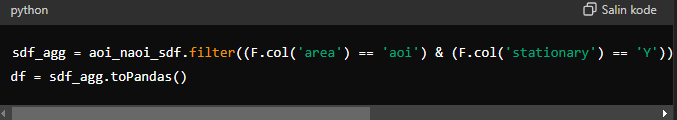 python
Salin kode
sdf_agg = aoi_naoi_sdf.filter((F.col('area') == 'aoi') & (F.col('stationary') == 'Y'))
df = sdf_agg.toPandas()